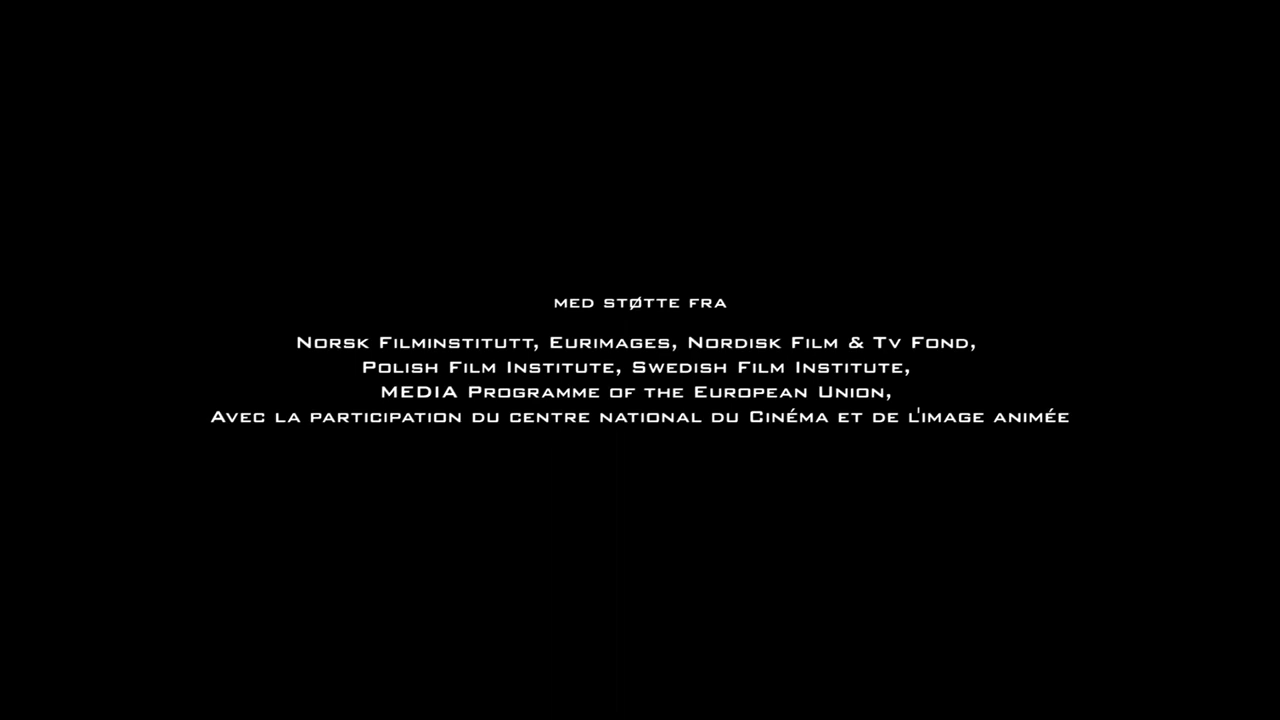 MED STØTTE FRA
NORSK FILMINSTITUTT, EURIMAGES, NORDISK FILM & TV FOND,
POLISH FILM INSTITUTE, SWEDISH FILM INSTITUTE,
MEDIA PROGRAMME OF THE EUROPEAN UNION,
AVEC LA PARTICIPATION DU CENTRE NATIONAL DU CINÉMA ET DE L'IMAGE ANIMÉE